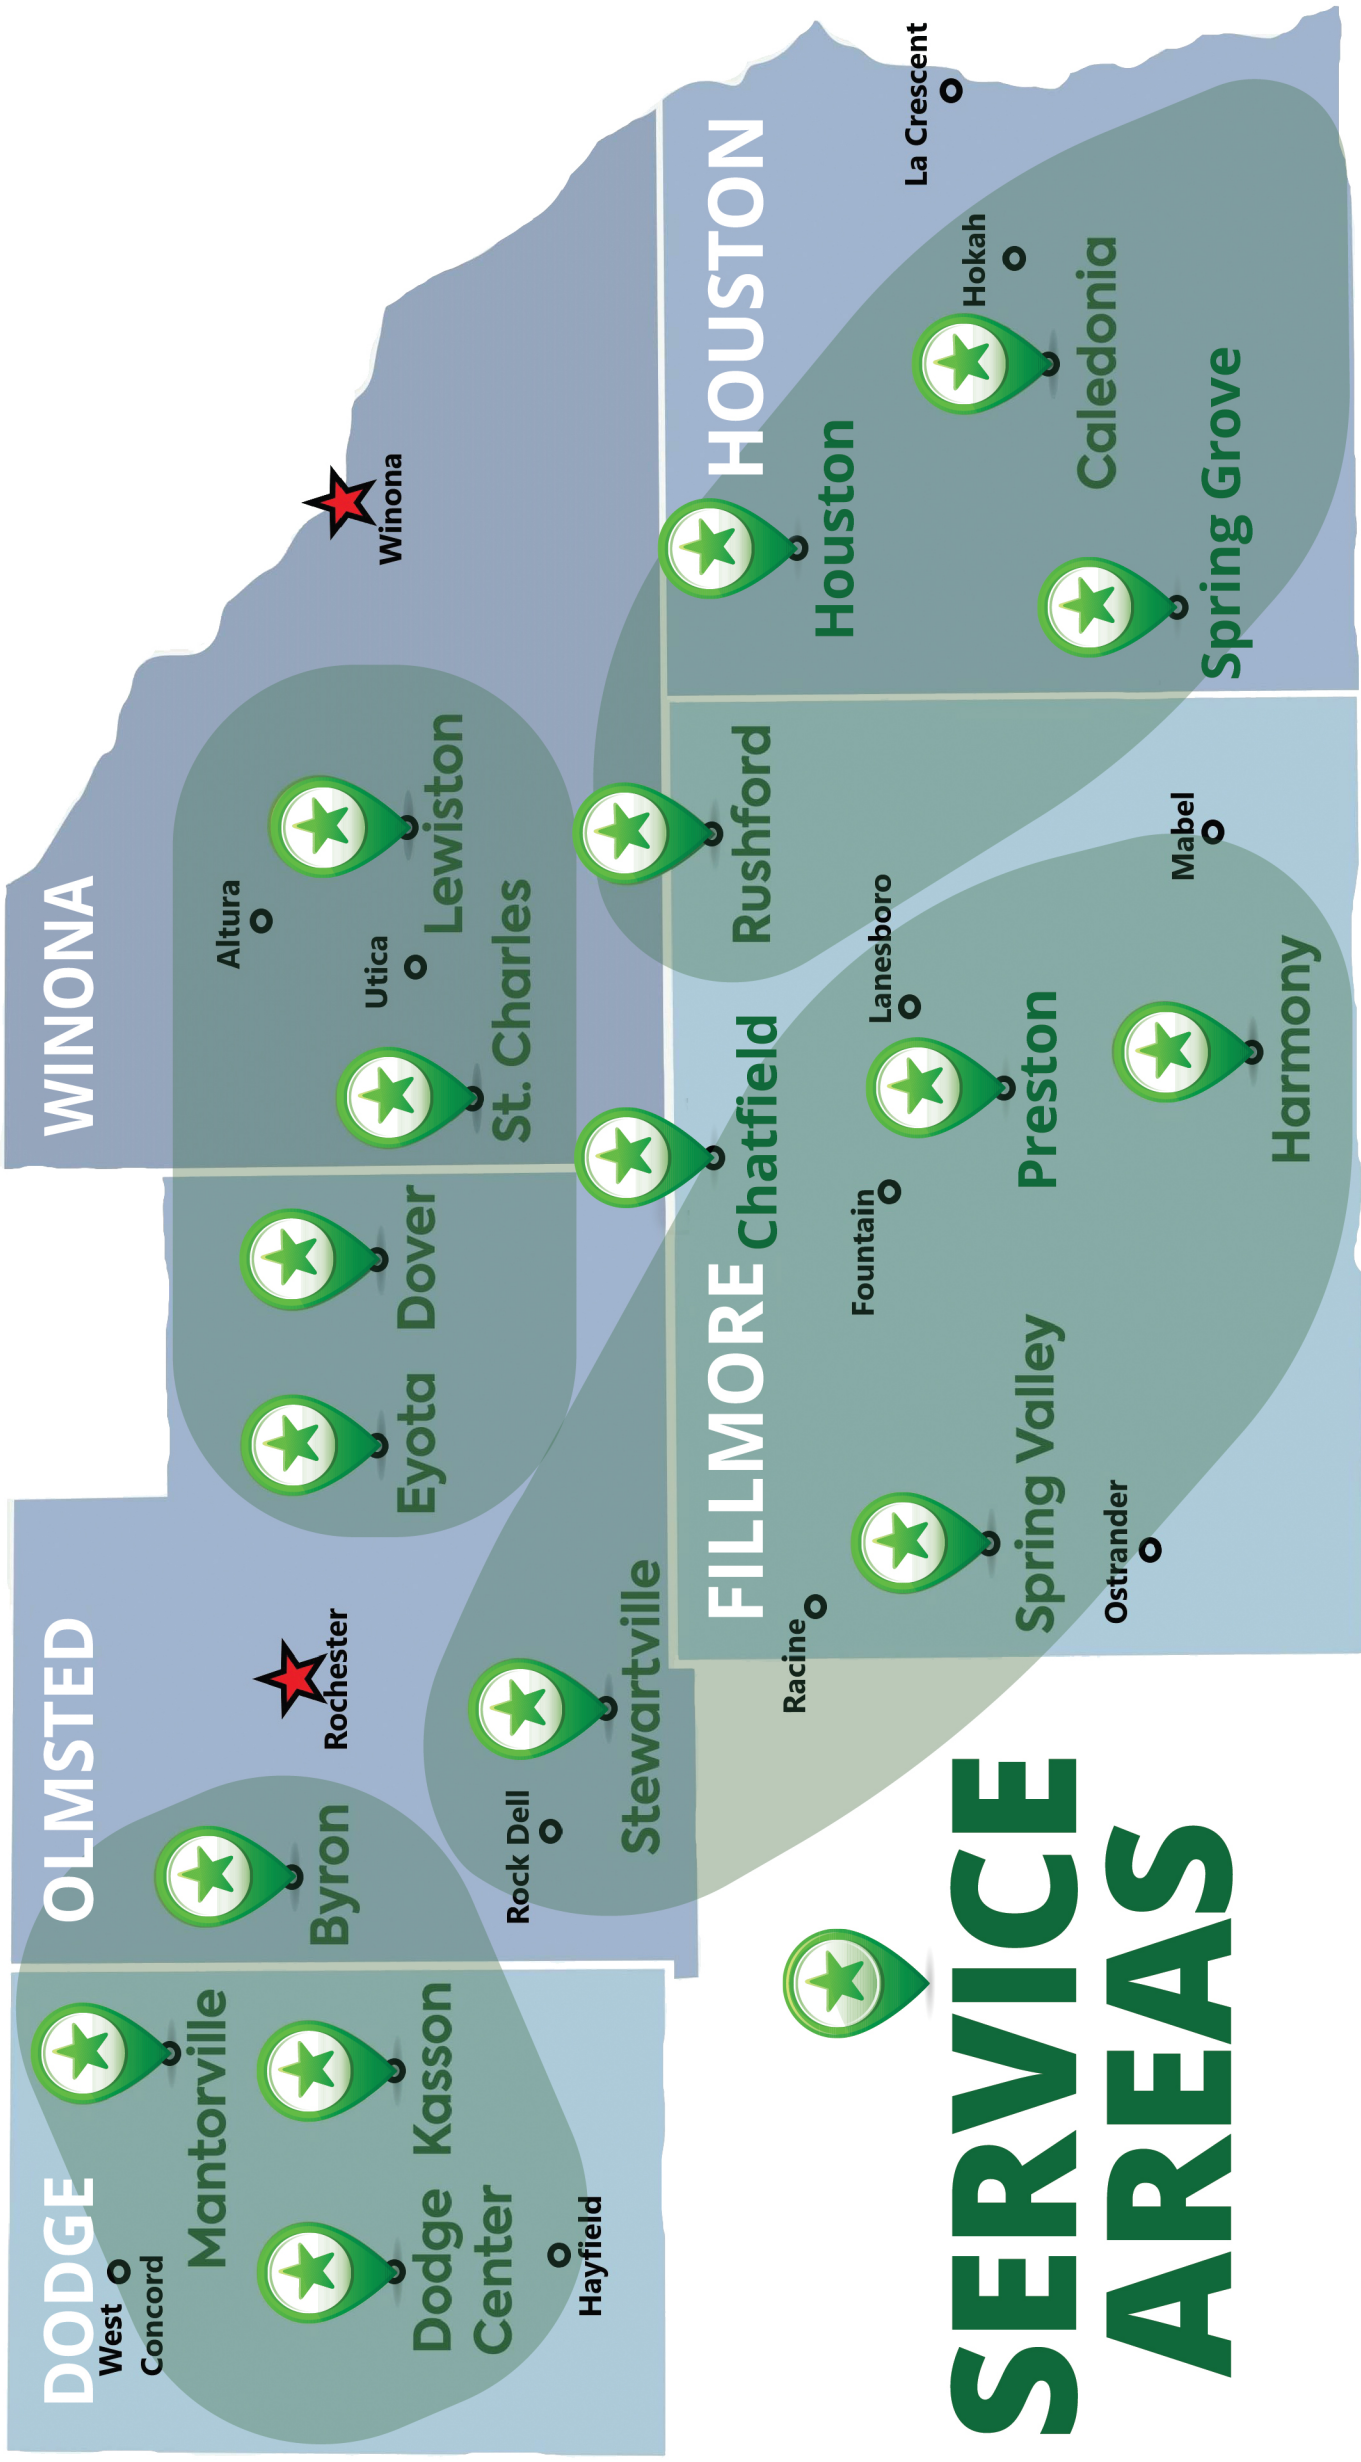 DODGE
OLMSTED
WINONA
West
Concord
Mantorville
Byron
Rochester
Eyota
Dover
Altura
Utica
Lewiston
St. Charles
Winona
Dodge
Center
Kasson
Hayfield
Rock Dell
Stewartville
FILLMORE
Chatfield
Rushford
HOUSTON
Houston
La Crescent
Hokah
Caledonia
Racine
Fountain
Lanesboro
Spring Valley
Preston
Ostrander
Mabel
Spring Grove
Harmony
SERVICE
AREAS